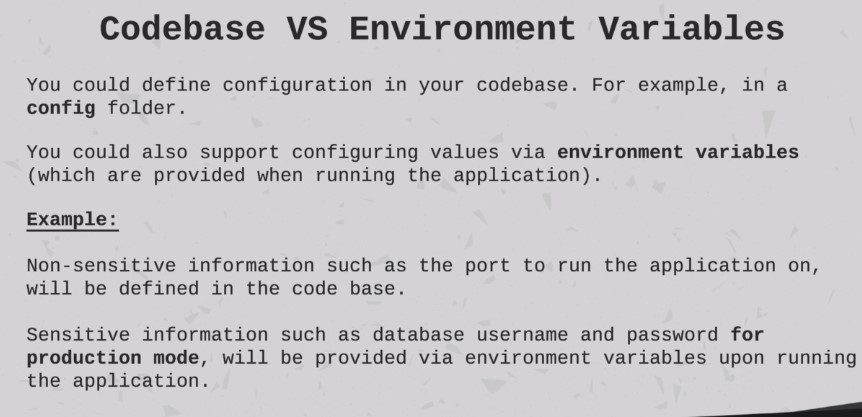 Codebase VS Environment Variables
You could define configuration in your codebase. For example, in a
config folder.
You could also support configuring values via environment variables
(which are provided when running the application).
Example:
Non-sensitive information such as the port to run the application on,
will be defined in the code base.
Sensitive information such as database username and password for
production mode, will be provided via environment variables upon running
the application.